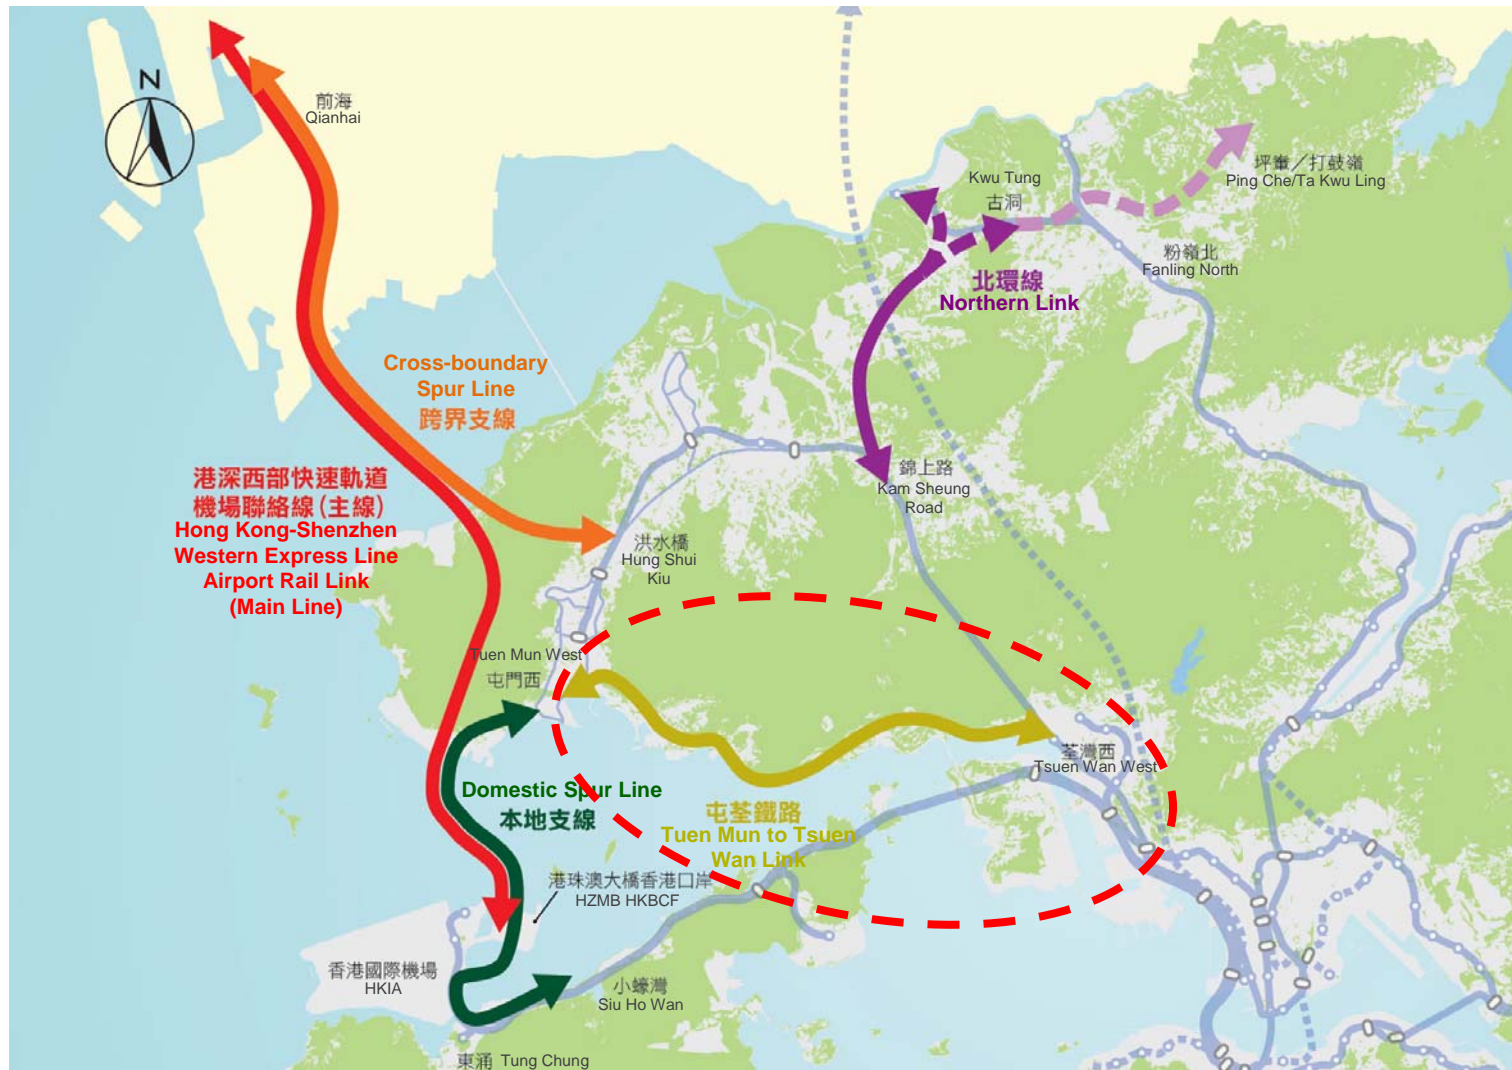 N
前海
Qianhai
Kwu Tung
古洞
坪輋／打鼓嶺
Ping Che/Ta Kwu Ling
粉嶺北
Fanling North
北環線
Northern Link
Cross-boundary
Spur Line
跨界支線
港深西部快速軌道
機場聯絡線(主線)
Hong Kong-Shenzhen
Western Express Line
Airport Rail Link
(Main Line)
錦上路
Kam Sheung
Road
洪水橋
Hung Shui
Kiu
Tuen Mun West
屯門西
荃灣西
Tsuen Wan West
Domestic Spur Line
本地支線
屯荃鐵路
Tuen Mun to Tsuen
Wan Link
港珠澳大橋香港口岸
HZMB HKBCF
香港國際機場
HKIA
小蠔灣
Siu Ho Wan
東涌 Tung Chung